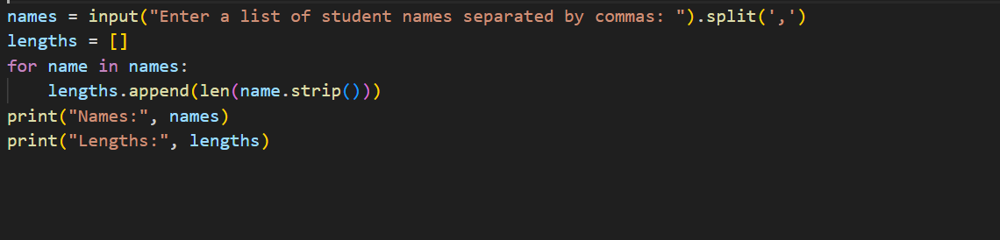 names = input("Enter a list of student names separated by commas: ").split(',')
lengths = []
for name in names:
    lengths.append(len(name.strip()))
print("Names:", names)
print("Lengths:", lengths)